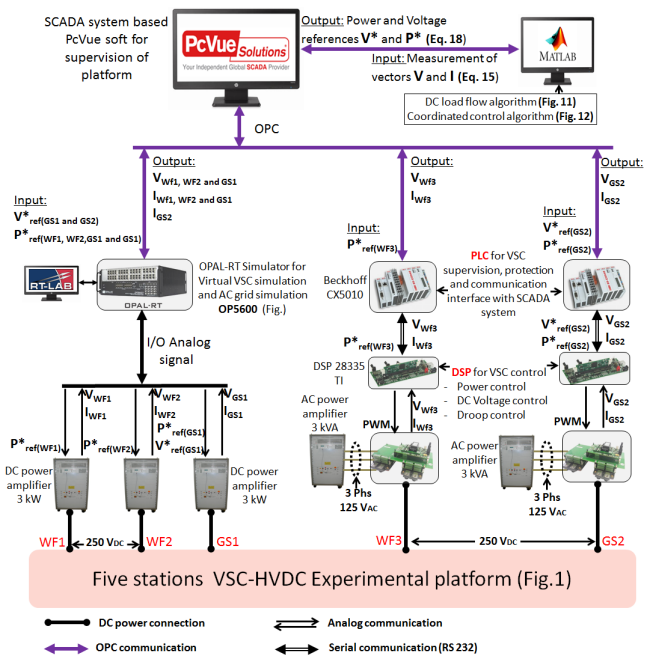 SCADA system based
PcVue soft for
supervision of
platform
PcVue
Solutions®
Your Independent Global SCADA Provider
Output: Power and Voltage
references V* and P* (Eq. 18)
Input: Measurement of
vectors V and I (Eq. 15)
MATLAB
DC load flow algorithm (Fig. 11)
Coordinated control algorithm (Fig. 12)
OPC
Output:
VWf1, WF2 and GS1
IWf1, WF2 and GS1
IGS2
Input:
V*ref(GS1 and GS2)
P*ref(WF1, WF2,GS1 and GS1)
Output:
VWf3
IWf3
Input:
P*ref(WF3)
Output:
VGS2
IGS2
Input:
V*ref(GS2)
P*ref(GS2)
RT-LAB
OPAL-RT
OPAL-RT Simulator for
Virtual VSC simulation
and AC grid simulation
OP5600 (Fig.)
Beckhoff
CX5010
PLC for VSC
supervision, protection
and communication
interface with SCADA
system
I/O Analog
signal
P*ref(WF3)
VWf3
IWf3
V*ref(GS2)
P*ref(GS2)
VGS2
IGS2
DSP 28335
TI
DSP for VSC control
- Power control
- DC Voltage control
- Droop control
VWF1
IWF1
VWF2
IWF2
P*ref(GS1)
V*ref(GS1)
VGS1
IGS1
P*ref(WF1)
P*ref(WF2)
AC power
amplifier
3 kVA
PWM
VWf3
IWf3
PWM
VGS2
IGS2
AC power
amplifier
3 kVA
DC power
amplifier
3 kW
DC power
amplifier
3 kW
3 Phs
125 VAC
3 Phs
125 VAC
WF1
250 VDC
WF2
GS1
WF3
250 VDC
GS2
Five stations VSC-HVDC Experimental platform (Fig.1)
DC power connection
Analog communication
OPC communication
Serial communication (RS 232)